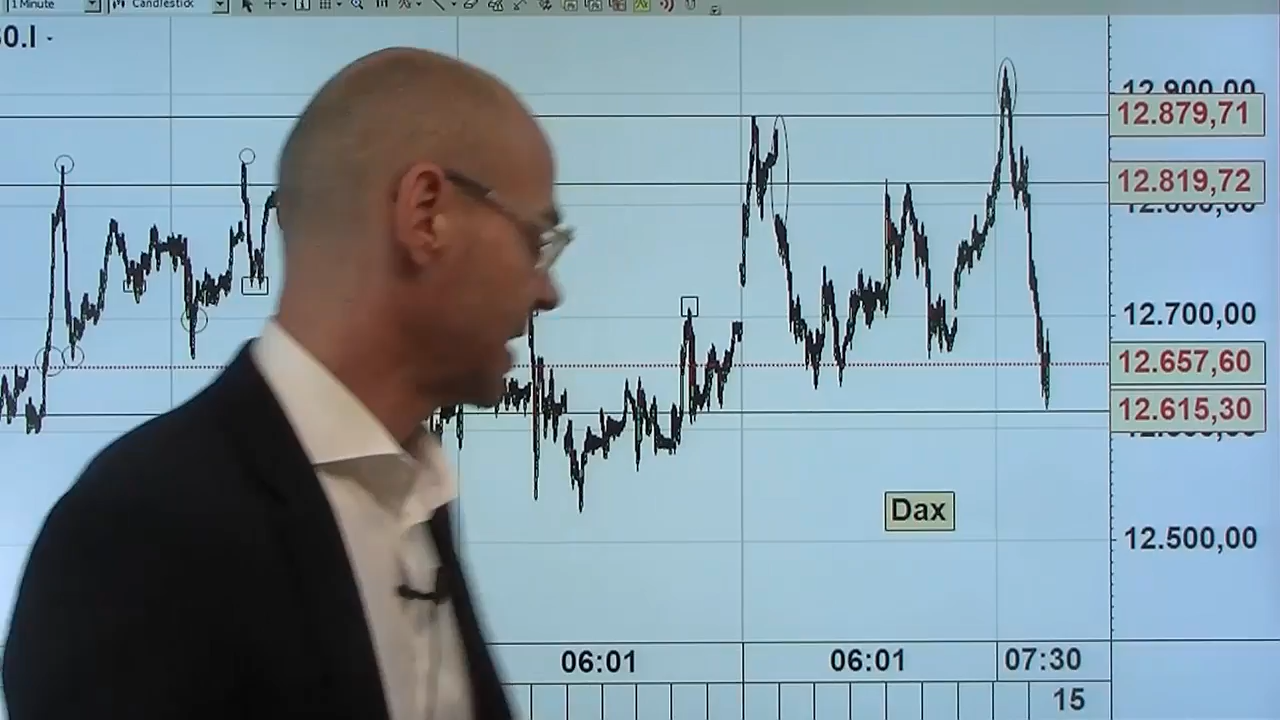 1 Minute
Candlestick
0.I
12.900,00
12.879,71
12.819,72
12.700,00
12.657,60
12.615,30
Dax
12.500,00
06:01
06:01
07:30
15